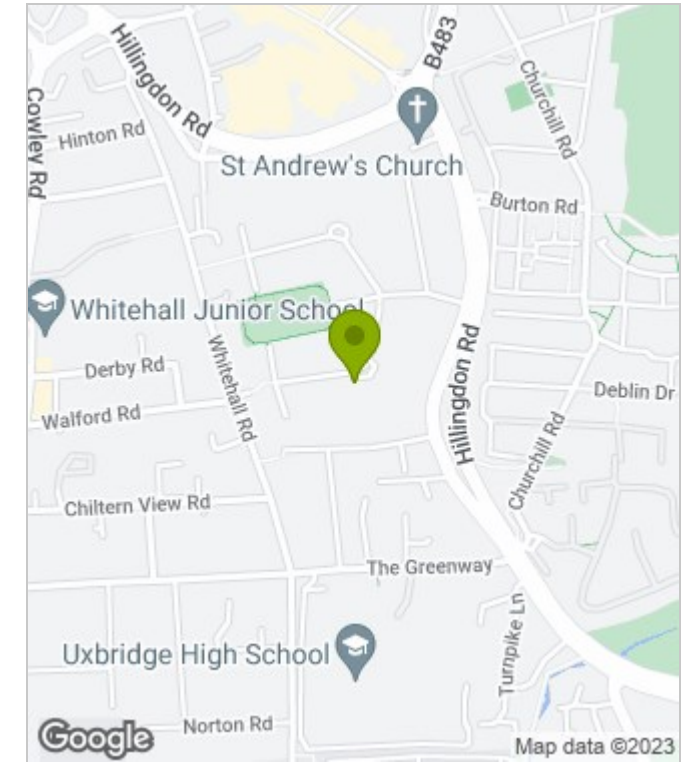 B483
Hillingdon Rd
Churchill Rd
Cowley Rd
Hinton Rd
St Andrew's Church
Burton Rd
Whitehall Junior School
Hillingdon Rd
Whitehall Rd
Derby Rd
Deblin Dr
Walford Rd
Churchill Rd
Chiltern View Rd
The Greenway
Turnpike Ln
Uxbridge High School
Norton Rd
Google
Map data ©2023